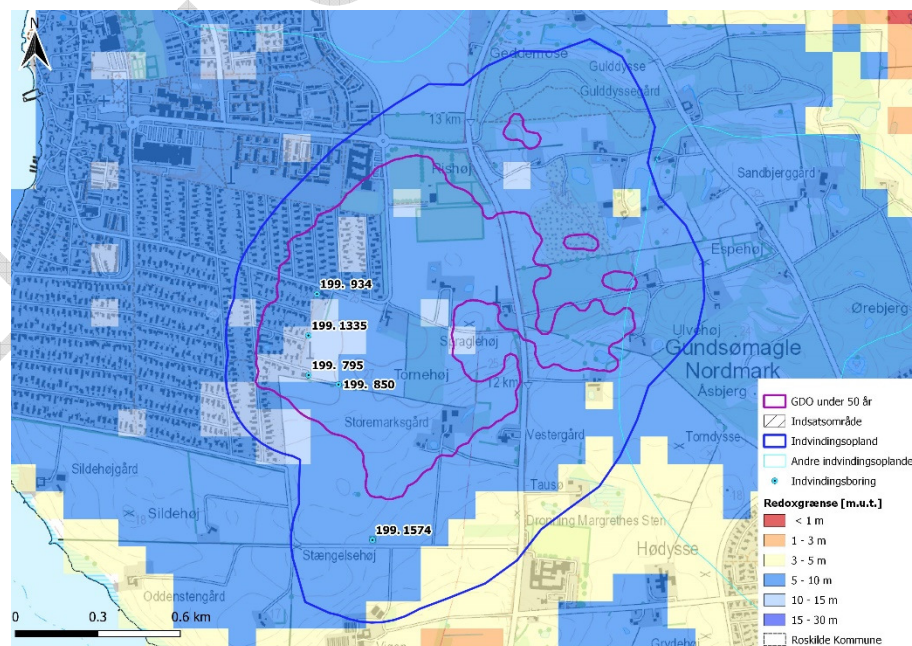 N
Geddemose
Gulddysse
Gulddyssegård
13 km
Rishøj
Sandbjerggård
Espehøj
199. 934
Ørebjerg
199. 1335
Ulvehøj
Gundsømagle
Nordmark
Åsbjerg
199. 795
Tornehøj
199. 850
12 km
Storemarksgård
Vestergård
Torndysse
Sildehøjgård
Tausø
Sildehøj
18
Dronning Margrethes Sten
199. 1574
Hødysse
Stængelsehøj
Oddenstengård
0 0.3 0.6 km
Grydehøj
GDO under 50 år
Indsatsområde
Indvindingsopland
Andre indvindingsoplande
Indvindingsboring
Redoxgrænse [m.u.t.]
< 1 m
1 - 3 m
3 - 5 m
5 - 10 m
10 - 15 m
15 - 30 m
Roskilde Kommune